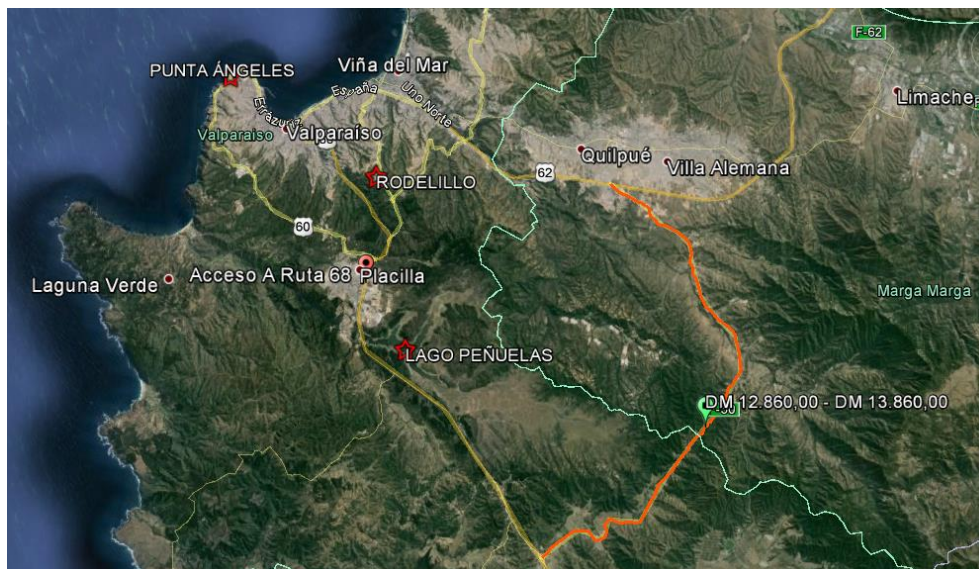 F-62
PUNTA ÁNGELES
Viña del Mar
España
Uno Norte
Errázuriz
Limache
Valparaíso
Valparaíso
Quilpué
Villa Alemana
62
RODELILLO
60
Acceso A Ruta 68
Placilla
Laguna Verde
Marga Marga
LAGO PEÑUELAS
DM 12.860,00 - DM 13.860,00